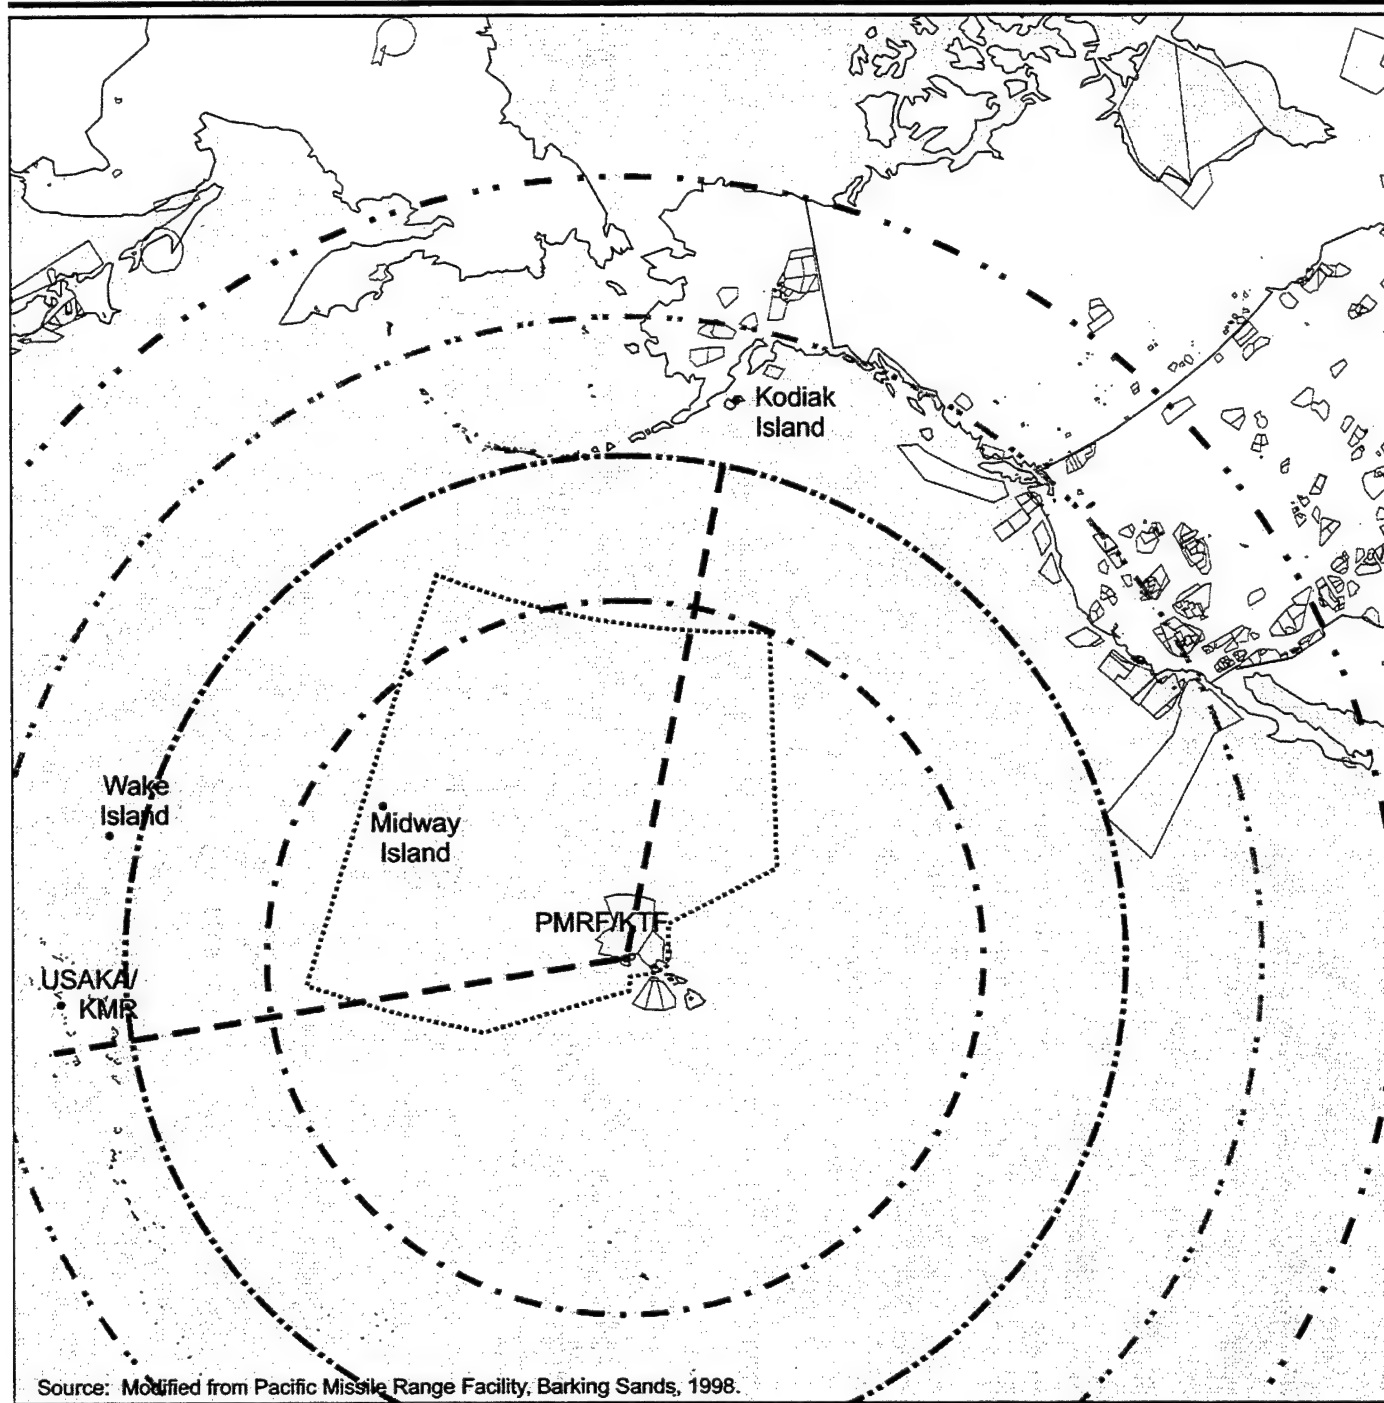 Kodiak
Island
Wake
Island
Midway
Island
PMRF/KTF
USAKA/
KMR
Source: Modified from Pacific Missile Range Facility, Barking Sands, 1998.